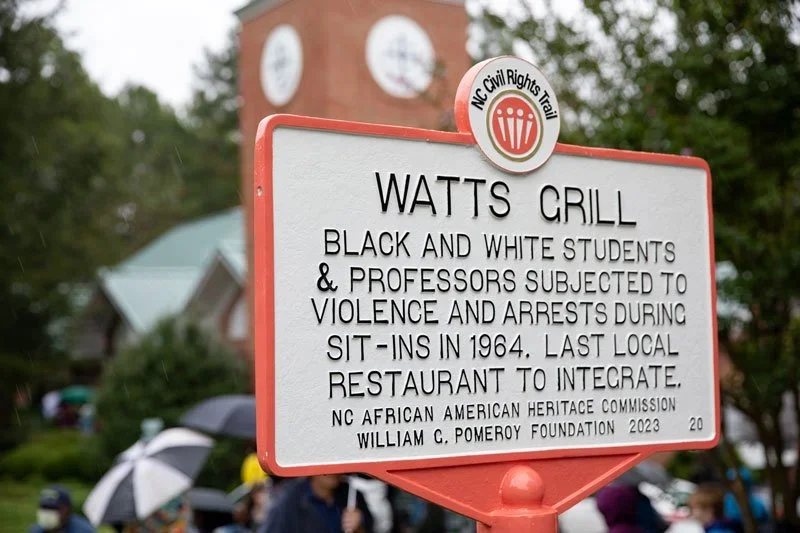 NC Civil Rights Trail
WATTS GRILL
BLACK AND WHITE STUDENTS
& PROFESSORS SUBJECTED TO
VIOLENCE AND ARRESTS DURING
SIT-INS IN 1964. LAST LOCAL
RESTAURANT TO INTEGRATE.
NC AFRICAN AMERICAN HERITAGE COMMISSION
WILLIAM G. POMEROY FOUNDATION 2023 20